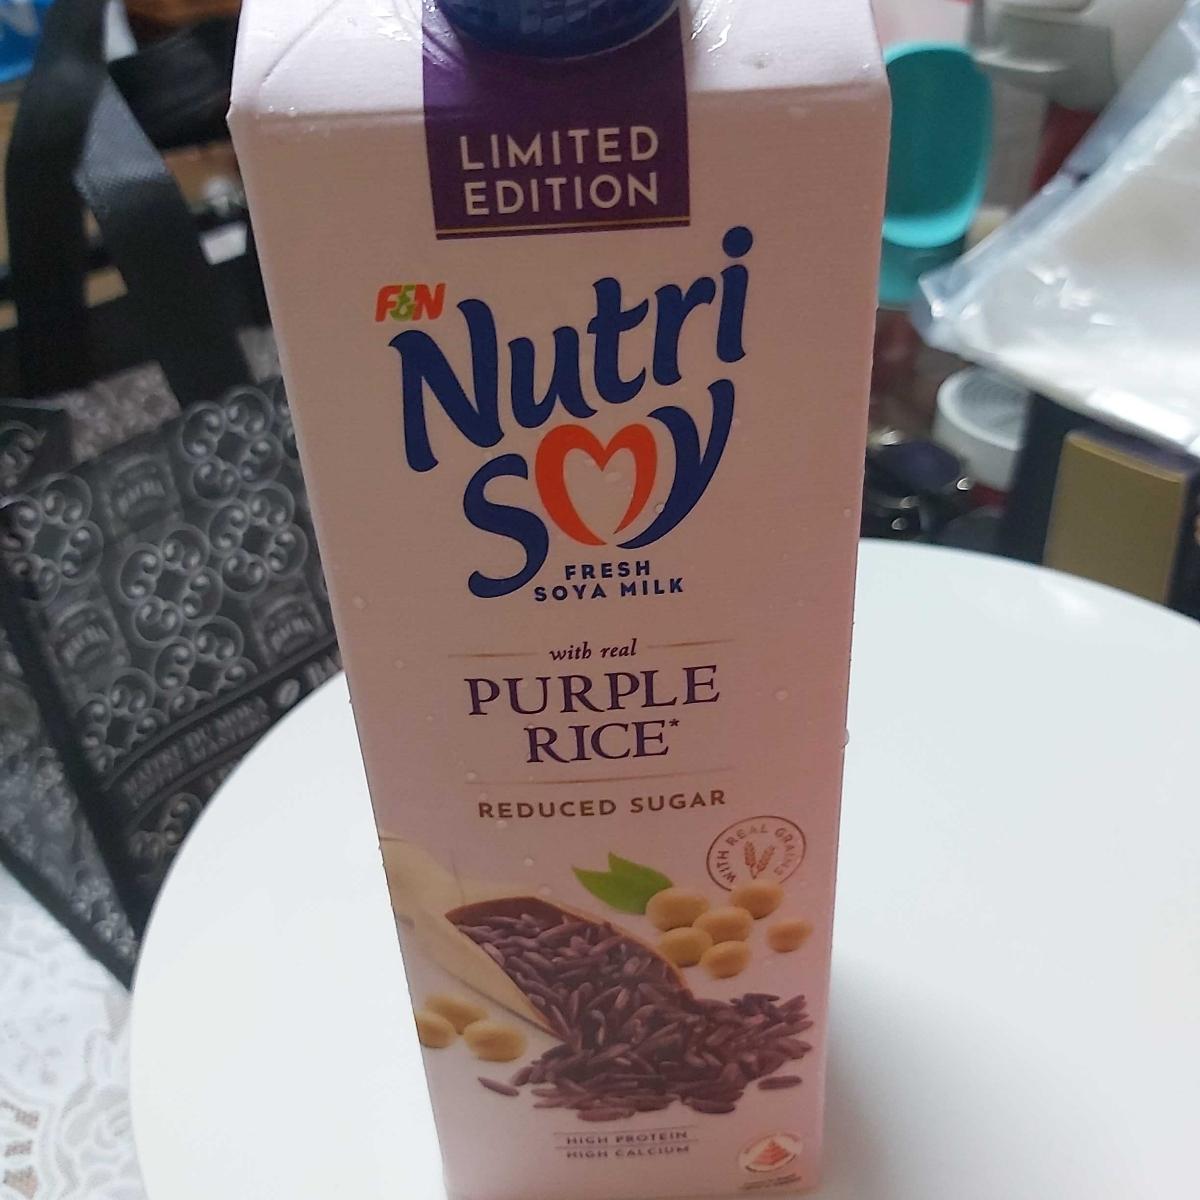 LIMITED
EDITION
F&N
Nutri
Soy
FRESH
SOYA MILK
with real
PURPLE
RICE*
REDUCED SUGAR
WITH REAL GRAINS
HIGH PROTEIN
HIGH CALCIUM